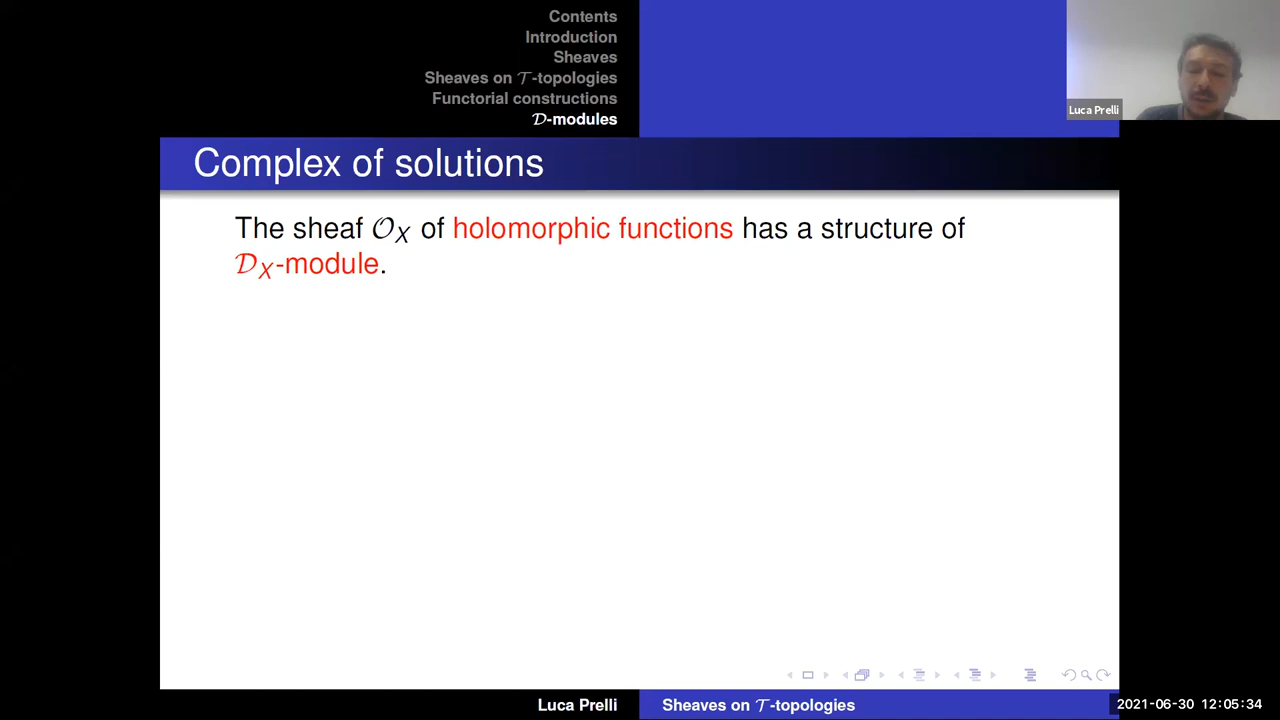 Contents
Introduction
Sheaves
Sheaves on 𝒯-topologies
Functorial constructions
𝒟-modules
Luca Prelli
Complex of solutions
The sheaf 𝒪_X of holomorphic functions has a structure of
𝒟_X-module.
Luca Prelli
Sheaves on 𝒯-topologies
2021-06-30 12:05:34